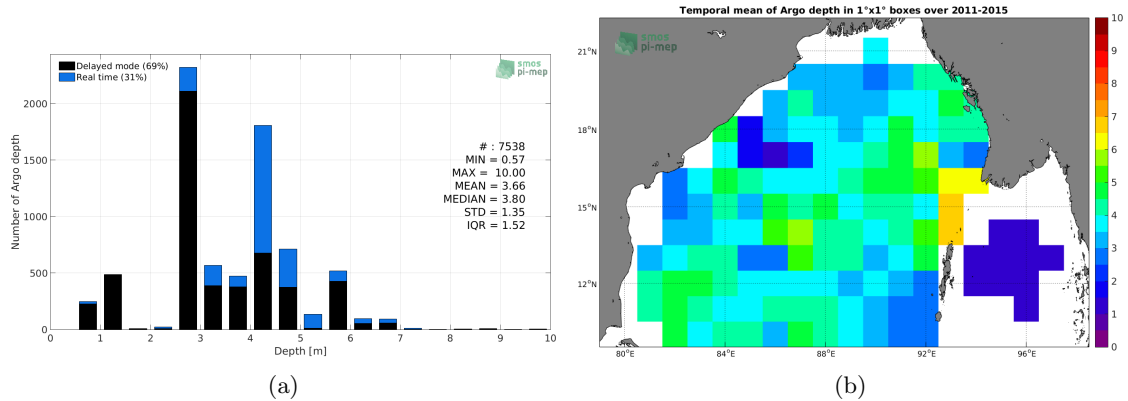 Delayed mode (69%)
Real time (31%)
smos
pi-mep
# : 7538
MIN = 0.57
MAX = 10.00
MEAN = 3.66
MEDIAN = 3.80
STD = 1.35
IQR = 1.52
Number of Argo depth
2000
1500
1000
500
0
0 1 2 3 4 5 6 7 8 9 10
Depth [m]
(a)
Temporal mean of Argo depth in 1°x1° boxes over 2011-2015
smos
pi-mep
21°N
18°N
15°N
12°N
80°E 84°E 88°E 92°E 96°E
10
9
8
7
6
5
4
3
2
1
0
(b)